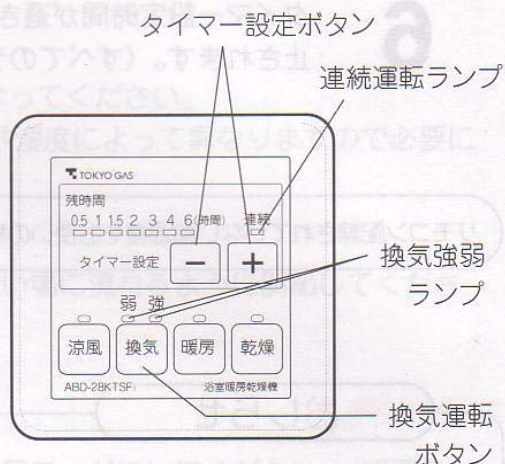 タイマー設定ボタン
連続運転ランプ
TOKYO GAS
残時間
0.5 1 1.5 2 3 4 6(時間) 連続
タイマー設定 − +
換気強弱
ランプ
弱 強
涼風 換気 暖房 乾燥
ABD-28KTSF 浴室暖房乾燥機
換気運転
ボタン